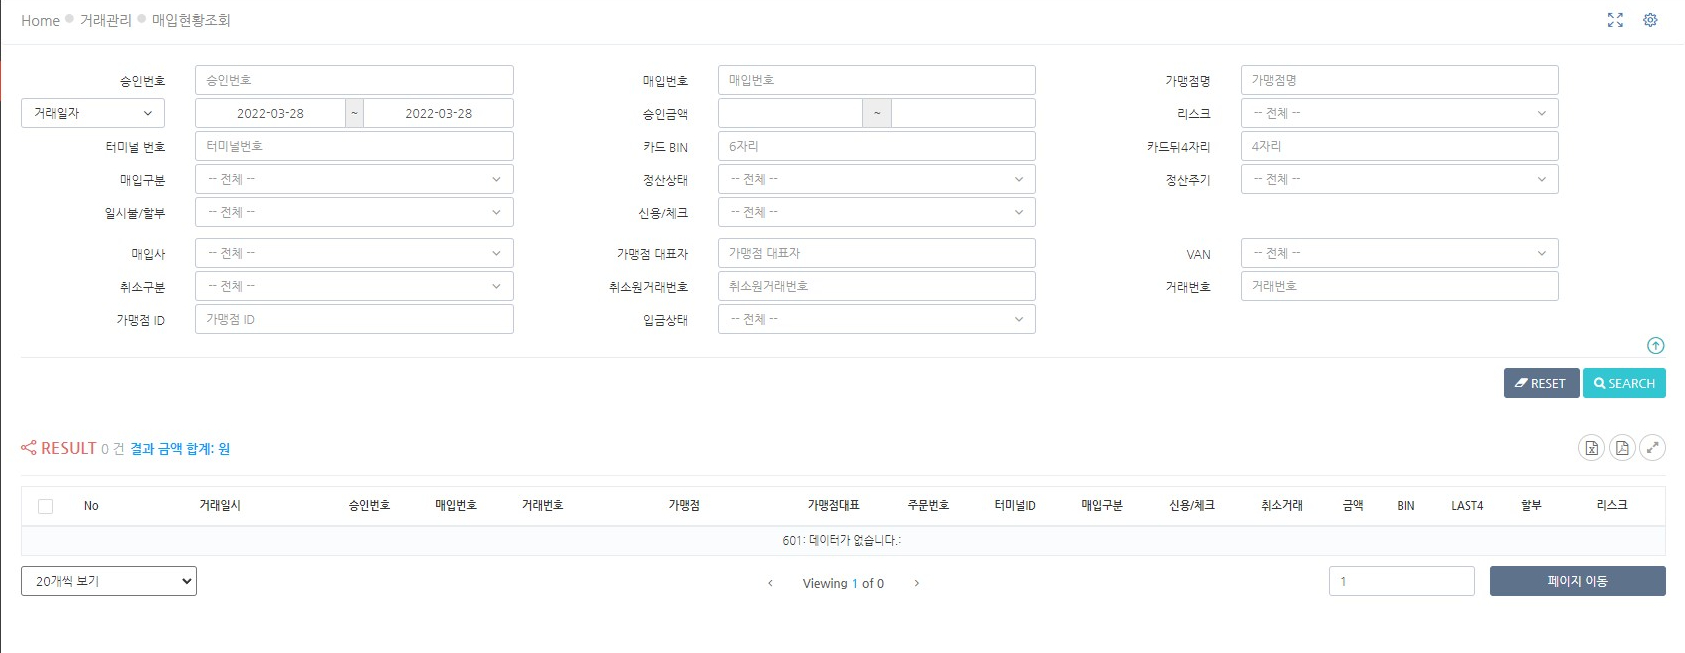 Home 거래관리 매입현황조회
승인번호 승인번호 매입번호 매입번호 가맹점명 가맹점명
거래일자 2022-03-28 ~ 2022-03-28 승인금액 ~ 리스크 -- 전체 --
터미널 번호 터미널번호 카드 BIN 6자리 카드뒤4자리 4자리
매입구분 -- 전체 -- 정산상태 -- 전체 -- 정산주기 -- 전체 --
일시불/할부 -- 전체 -- 신용/체크 -- 전체 --
매입사 -- 전체 -- 가맹점 대표자 가맹점 대표자 VAN -- 전체 --
취소구분 -- 전체 -- 취소원거래번호 취소원거래번호 거래번호 거래번호
가맹점 ID 가맹점 ID 입금상태 -- 전체 --
RESET SEARCH
RESULT 0 건 결과 금액 합계: 원
No 거래일시 승인번호 매입번호 거래번호 가맹점 가맹점대표 주문번호 터미널ID 매입구분 신용/체크 취소거래 금액 BIN LAST4 할부 리스크
601: 데이터가 없습니다.:
20개씩 보기 Viewing 1 of 0 1 페이지 이동